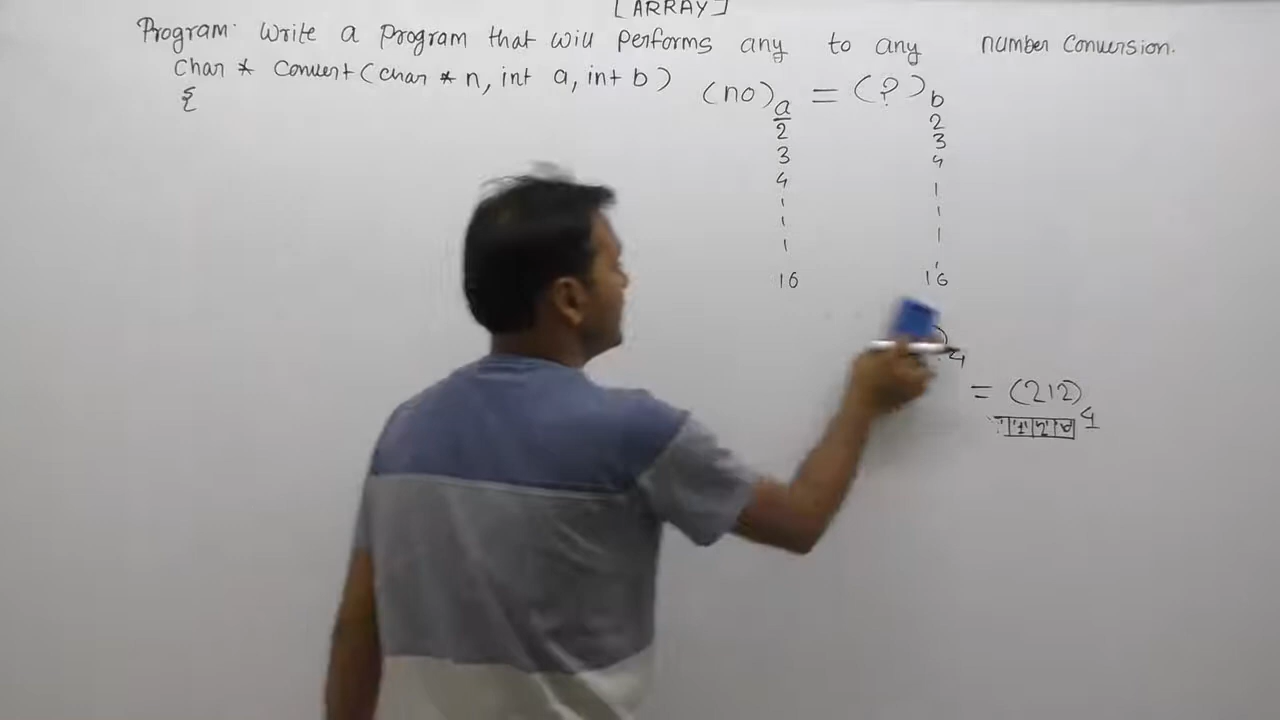 [ARRAY]
Program: Write a Program that will Performs any to any number Conversion.
Char * Convert (char * n, int a, int b)
{
(no)a = (?)b
2 2
3 3
4 4
16 16
)4
= (212)4